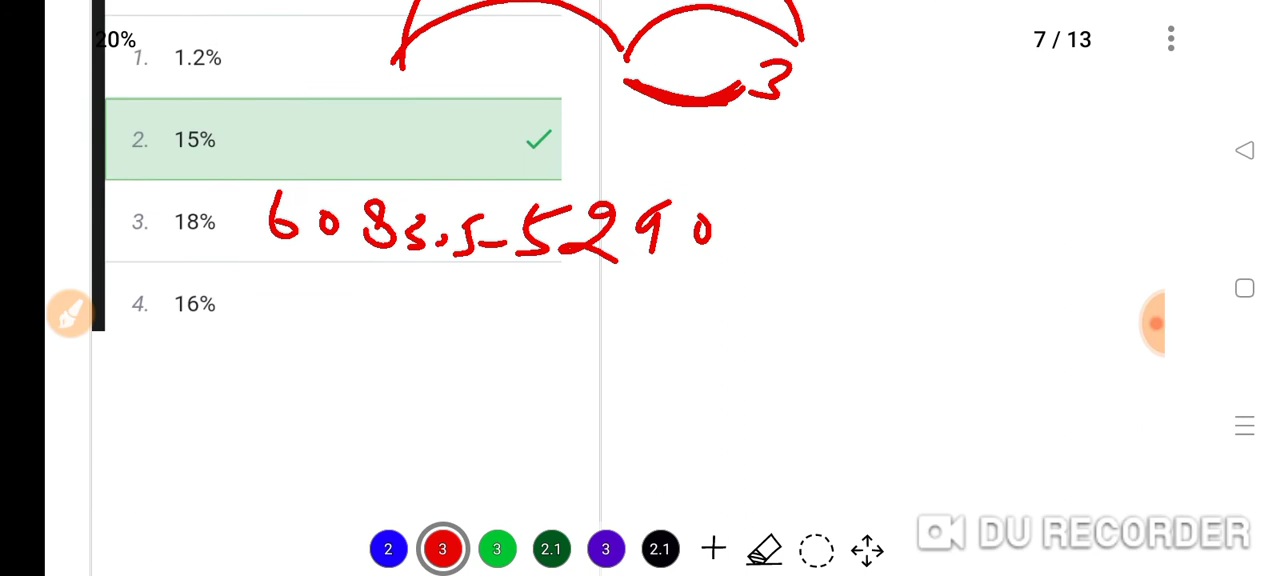 20%
7 / 13
1. 1.2%
3
2. 15% ✓
3. 18%
6083.5-5290
4. 16%
2 3 3 2.1 3 2.1
DU RECORDER